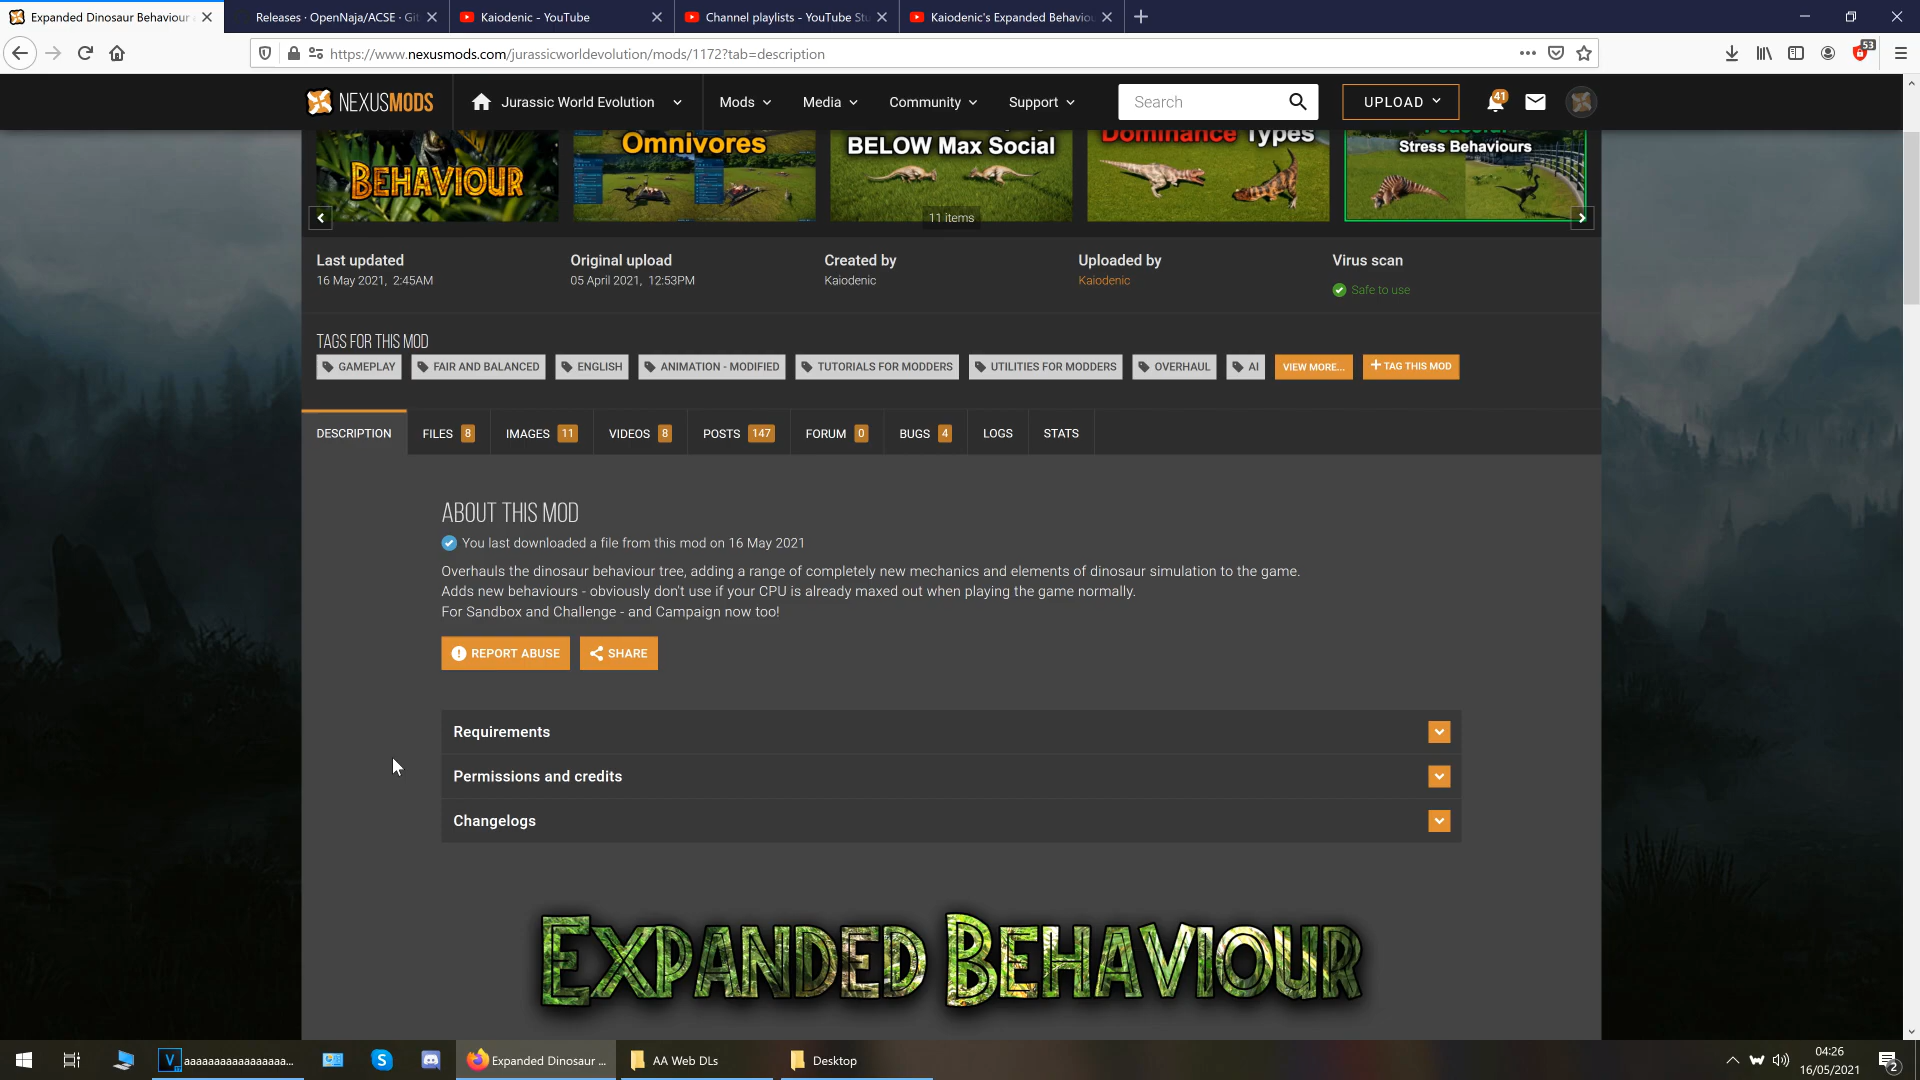 Expanded Dinosaur Behaviour
Releases · OpenNaja/ACSE · Git
Kaiodenic - YouTube
Channel playlists - YouTube Stu
Kaiodenic's Expanded Behaviou
https://www.nexusmods.com/jurassicworldevolution/mods/1172?tab=description
53
NEXUSMODS
Jurassic World Evolution
Mods
Media
Community
Support
Search
UPLOAD
41
BEHAVIOUR
Omnivores
BELOW Max Social
Dominance Types
Peaceful
Stress Behaviours
11 items
Last updated
16 May 2021, 2:45AM
Original upload
05 April 2021, 12:53PM
Created by
Kaiodenic
Uploaded by
Kaiodenic
Virus scan
Safe to use
TAGS FOR THIS MOD
GAMEPLAY
FAIR AND BALANCED
ENGLISH
ANIMATION - MODIFIED
TUTORIALS FOR MODDERS
UTILITIES FOR MODDERS
OVERHAUL
AI
VIEW MORE...
+ TAG THIS MOD
DESCRIPTION
FILES 8
IMAGES 11
VIDEOS 8
POSTS 147
FORUM 0
BUGS 4
LOGS
STATS
ABOUT THIS MOD
You last downloaded a file from this mod on 16 May 2021
Overhauls the dinosaur behaviour tree, adding a range of completely new mechanics and elements of dinosaur simulation to the game.
Adds new behaviours - obviously don't use if your CPU is already maxed out when playing the game normally.
For Sandbox and Challenge - and Campaign now too!
REPORT ABUSE
SHARE
Requirements
Permissions and credits
Changelogs
EXPANDED BEHAVIOUR
aaaaaaaaaaaaaaaaa...
Expanded Dinosaur ...
AA Web DLs
Desktop
04:26
16/05/2021
2